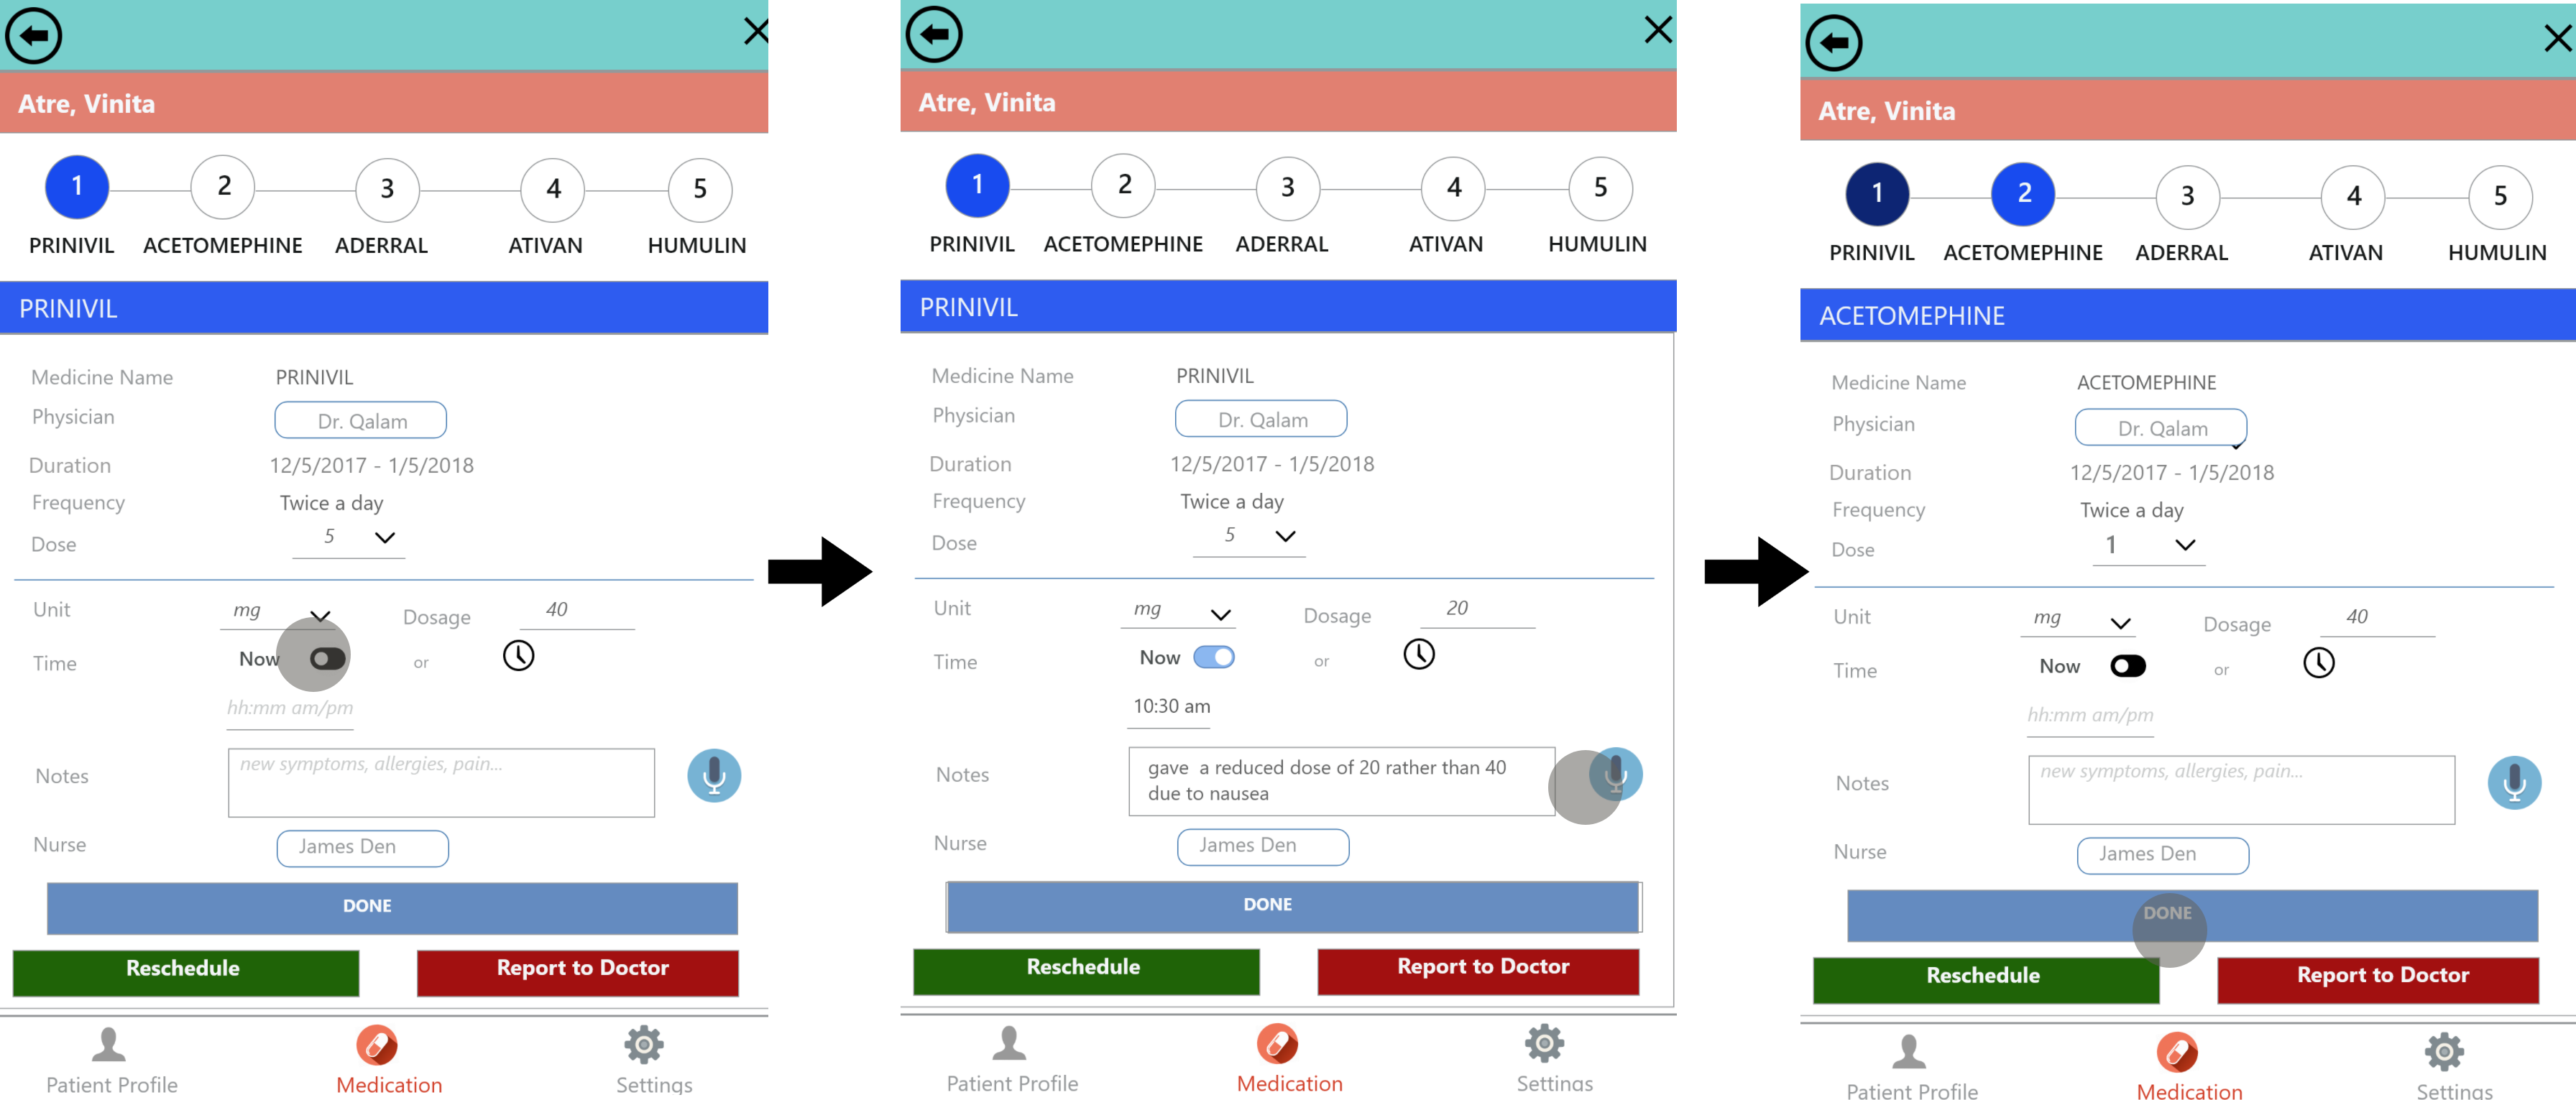 Atre, Vinita
1 2 3 4 5
PRINIVIL ACETOMEPHINE ADERRAL ATIVAN HUMULIN
PRINIVIL
Medicine Name PRINIVIL
Physician Dr. Qalam
Duration 12/5/2017 - 1/5/2018
Frequency Twice a day
Dose 5
Unit mg Dosage 40
Time Now or
hh:mm am/pm
Notes new symptoms, allergies, pain...
Nurse James Den
DONE
Reschedule Report to Doctor
Patient Profile Medication Settings
Atre, Vinita
1 2 3 4 5
PRINIVIL ACETOMEPHINE ADERRAL ATIVAN HUMULIN
PRINIVIL
Medicine Name PRINIVIL
Physician Dr. Qalam
Duration 12/5/2017 - 1/5/2018
Frequency Twice a day
Dose 5
Unit mg Dosage 20
Time Now or
10:30 am
Notes gave a reduced dose of 20 rather than 40
due to nausea
Nurse James Den
DONE
Reschedule Report to Doctor
Patient Profile Medication Settings
Atre, Vinita
1 2 3 4 5
PRINIVIL ACETOMEPHINE ADERRAL ATIVAN HUMULIN
ACETOMEPHINE
Medicine Name ACETOMEPHINE
Physician Dr. Qalam
Duration 12/5/2017 - 1/5/2018
Frequency Twice a day
Dose 1
Unit mg Dosage 40
Time Now or
hh:mm am/pm
Notes new symptoms, allergies, pain...
Nurse James Den
DONE
Reschedule Report to Doctor
Patient Profile Medication Settings